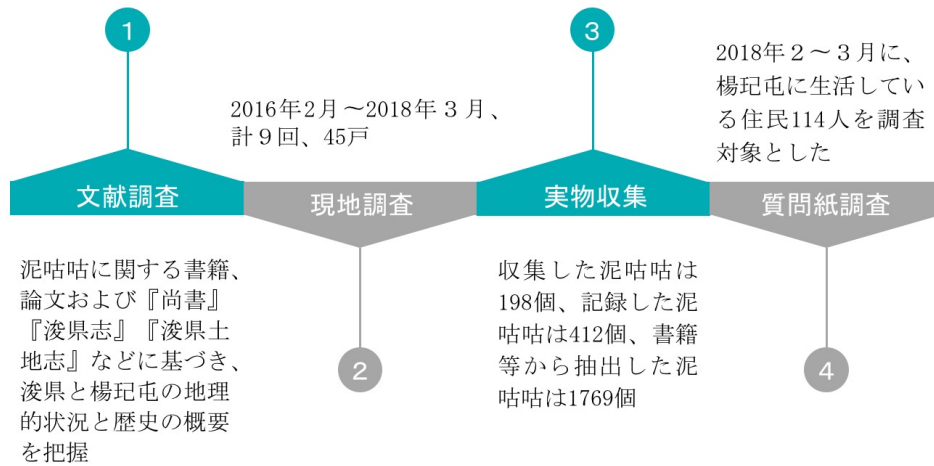 1
文献調査
泥咕咕に関する書籍、
論文および『尚書』
『浚県志』『浚県土
地志』などに基づき、
浚県と楊玘屯の地理
的状況と歴史の概要
を把握
2016年2月～2018年３月、
計９回、45戸
現地調査
2
3
実物収集
収集した泥咕咕は
198個、記録した泥
咕咕は412個、書籍
等から抽出した泥
咕咕は1769個
2018年２～３月に、
楊玘屯に生活してい
る住民114人を調査
対象とした
質問紙調査
4